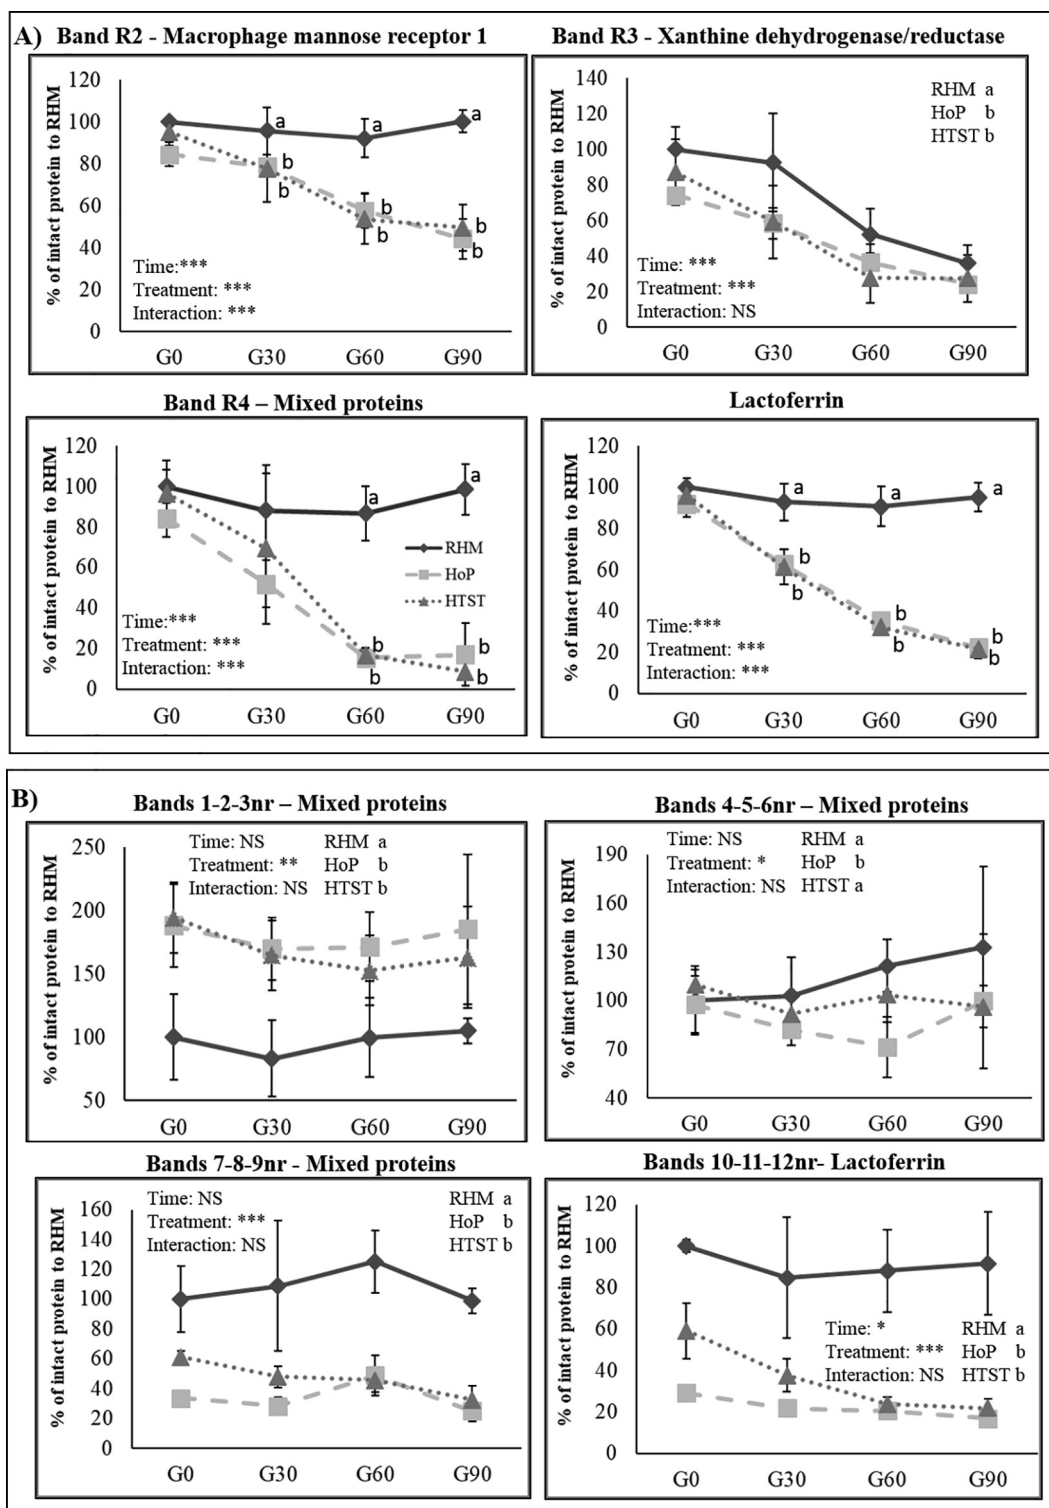 A)
Band R2 - Macrophage mannose receptor 1
% of intact protein to RHM
120
100
80
60
40
20
0
a
a
a
b
b
b
b
b
b
Time:***
Treatment: ***
Interaction: ***
G0 G30 G60 G90
Band R3 - Xanthine dehydrogenase/reductase
% of intact protein to RHM
140
120
100
80
60
40
20
0
RHM a
HoP b
HTST b
Time: ***
Treatment: ***
Interaction: NS
G0 G30 G60 G90
Band R4 – Mixed proteins
% of intact protein to RHM
120
100
80
60
40
20
0
a
a
RHM
HoP
HTST
b
b
b
b
Time:***
Treatment: ***
Interaction: ***
G0 G30 G60 G90
Lactoferrin
% of intact protein to RHM
120
100
80
60
40
20
0
a
a
a
b
b
b
b
b
b
Time:***
Treatment: ***
Interaction: ***
G0 G30 G60 G90
B)
Bands 1-2-3nr – Mixed proteins
% of intact protein to RHM
250
200
150
100
50
Time: NS RHM a
Treatment: ** HoP b
Interaction: NS HTST b
G0 G30 G60 G90
Bands 4-5-6nr – Mixed proteins
% of intact protein to RHM
190
160
130
100
70
40
Time: NS RHM a
Treatment: * HoP b
Interaction: NS HTST a
G0 G30 G60 G90
Bands 7-8-9nr - Mixed proteins
% of intact protein to RHM
160
140
120
100
80
60
40
20
0
Time: NS RHM a
Treatment: *** HoP b
Interaction: NS HTST b
G0 G30 G60 G90
Bands 10-11-12nr- Lactoferrin
% of intact protein to RHM
120
100
80
60
40
20
0
Time: * RHM a
Treatment: *** HoP b
Interaction: NS HTST b
G0 G30 G60 G90